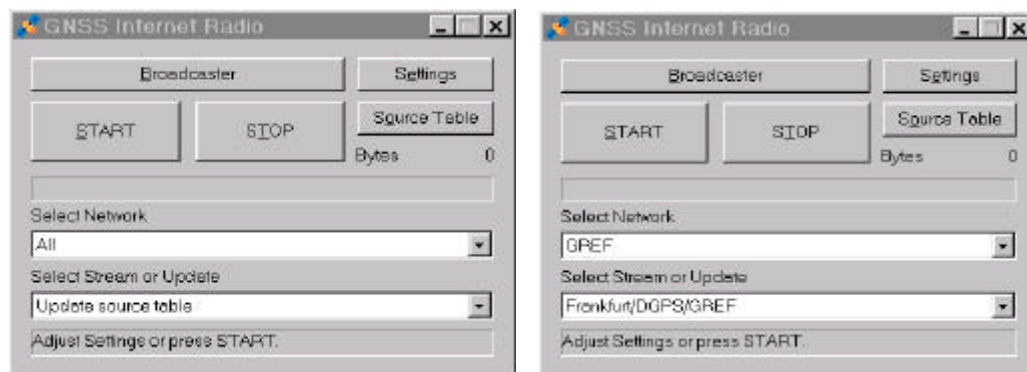 GNSS Internet Radio
Broadcaster
Settings
START
STOP
Source Table
Bytes 0
Select Network
All
Select Stream or Update
Update source table
Adjust Settings or press START.
GNSS Internet Radio
Broadcaster
Settings
START
STOP
Source Table
Bytes 0
Select Network
GREF
Select Stream or Update
Frankfurt/DGPS/GREF
Adjust Settings or press START.